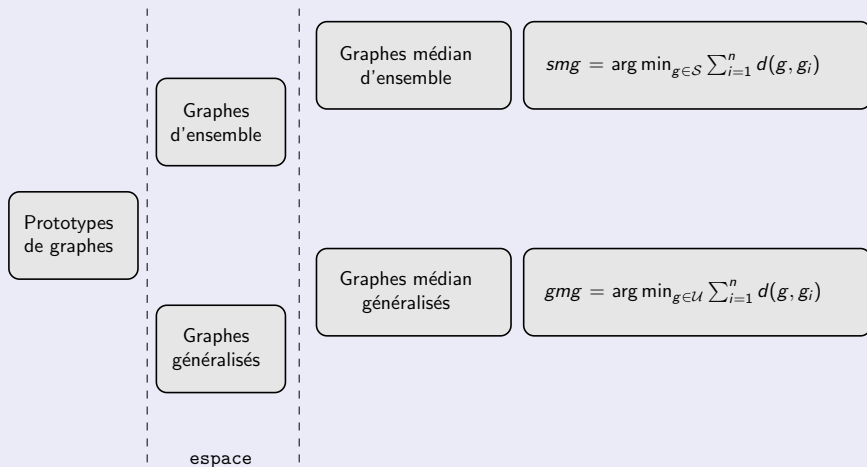 Graphes médian
d'ensemble
smg = arg min_{g∈𝒮} ∑_{i=1}^{n} d(g, g_i)
Graphes
d'ensemble
Prototypes
de graphes
Graphes médian
généralisés
gmg = arg min_{g∈𝒰} ∑_{i=1}^{n} d(g, g_i)
Graphes
généralisés
espace